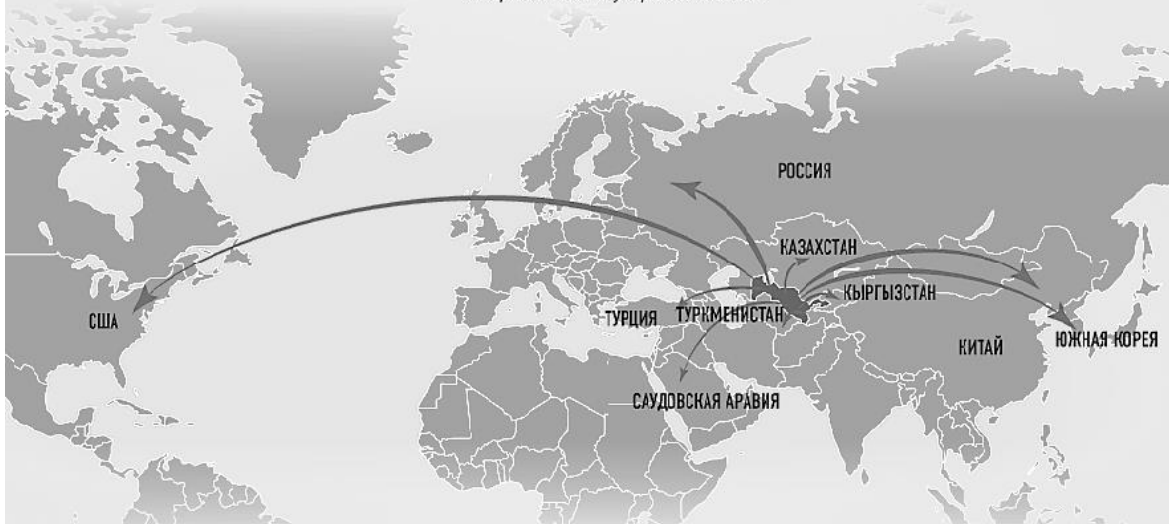 РОССИЯ
КАЗАХСТАН
КЫРГЫЗСТАН
США
ТУРЦИЯ
ТУРКМЕНИСТАН
КИТАЙ
ЮЖНАЯ КОРЕЯ
САУДОВСКАЯ АРАВИЯ